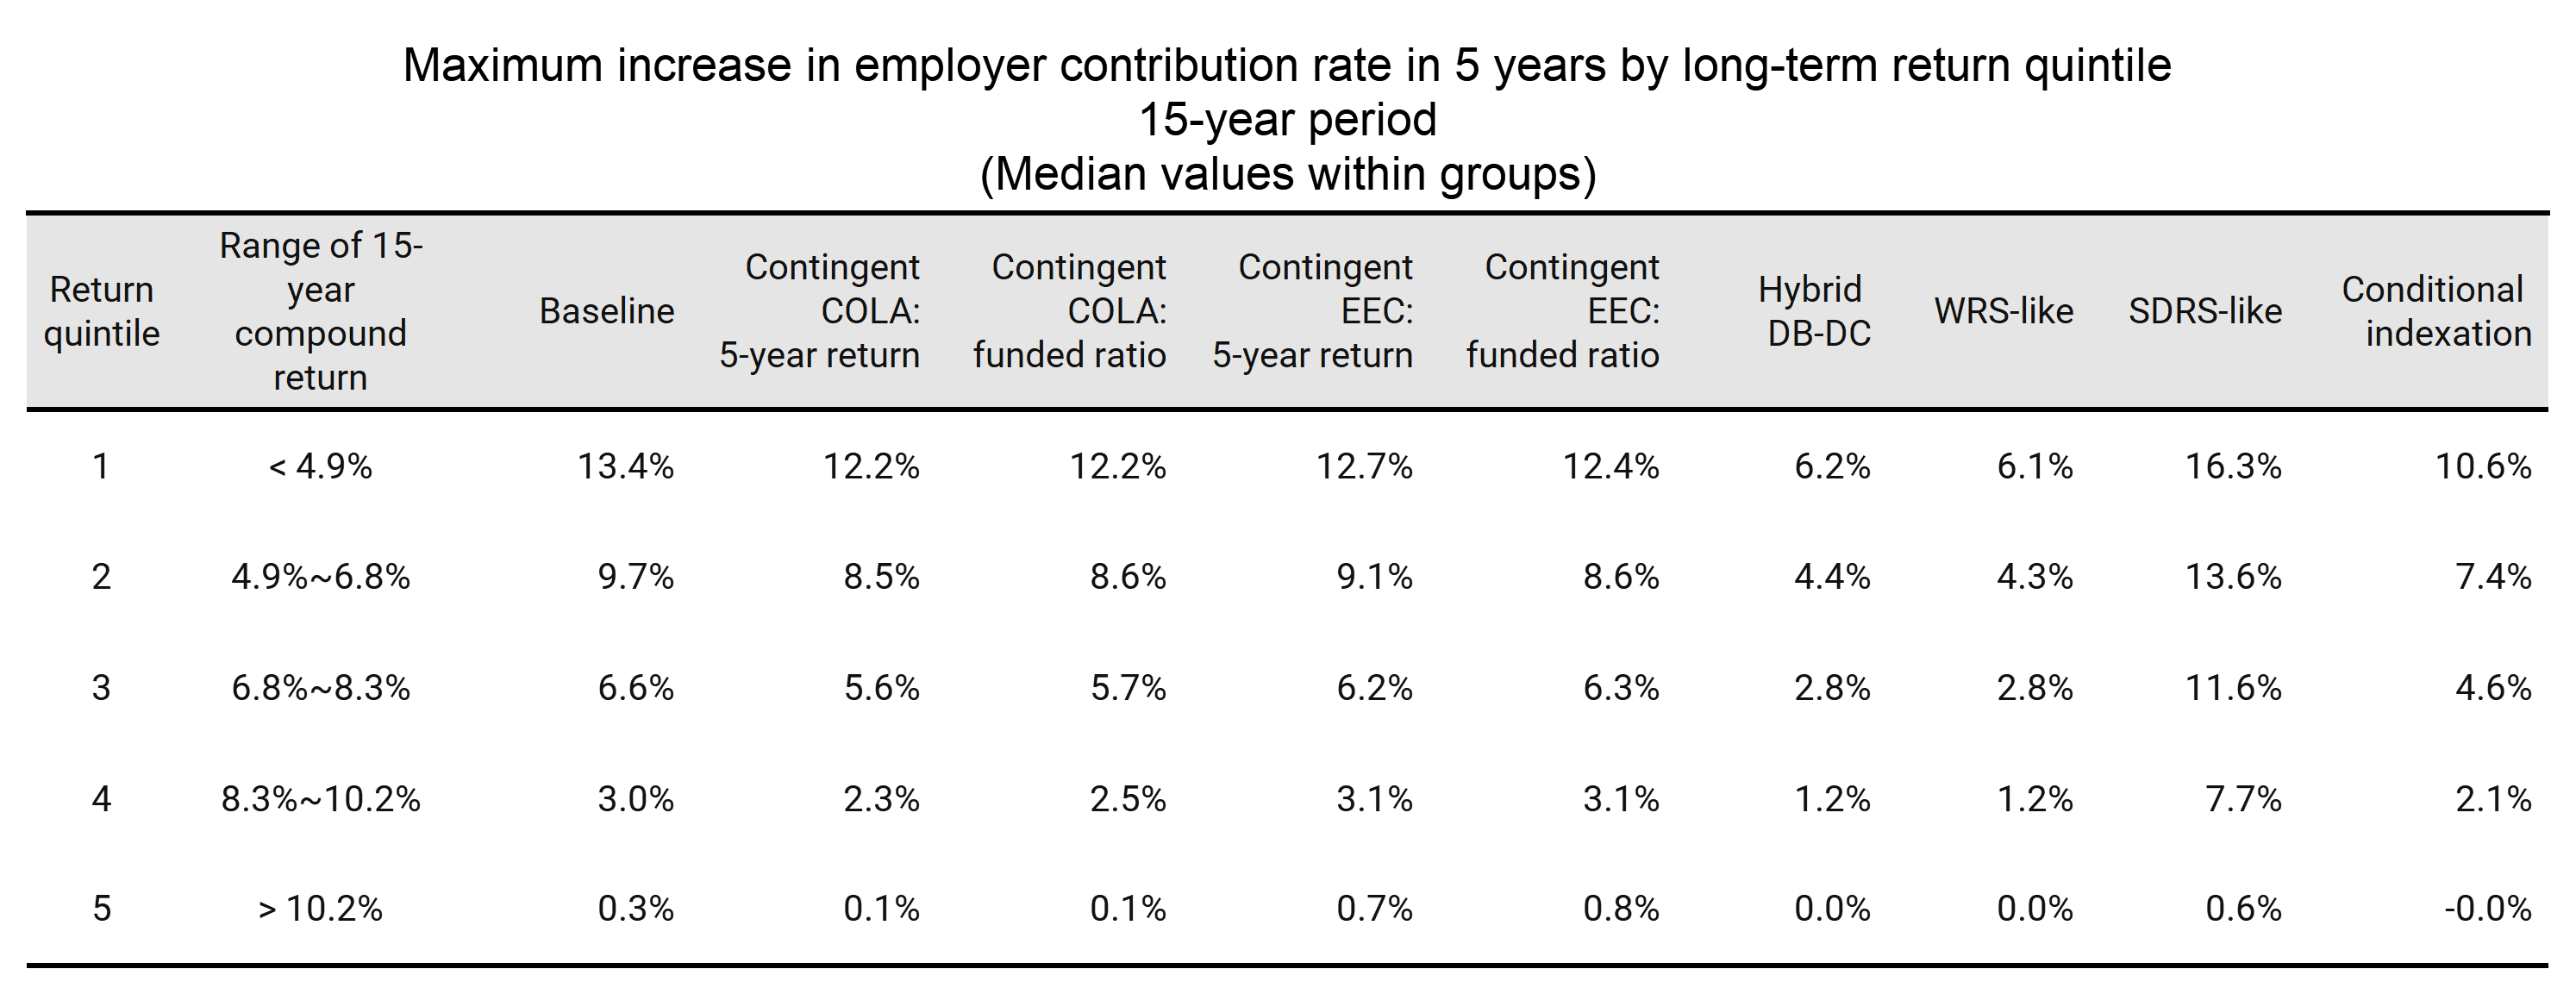 Maximum increase in employer contribution rate in 5 years by long-term return quintile
15-year period
(Median values within groups)
Return quintile
Range of 15-
year
compound
return
Baseline
Contingent
COLA:
5-year return
Contingent
COLA:
funded ratio
Contingent
EEC:
5-year return
Contingent
EEC:
funded ratio
Hybrid
DB-DC
WRS-like
SDRS-like
Conditional
indexation
1 < 4.9% 13.4% 12.2% 12.2% 12.7% 12.4% 6.2% 6.1% 16.3% 10.6%
2 4.9%~6.8% 9.7% 8.5% 8.6% 9.1% 8.6% 4.4% 4.3% 13.6% 7.4%
3 6.8%~8.3% 6.6% 5.6% 5.7% 6.2% 6.3% 2.8% 2.8% 11.6% 4.6%
4 8.3%~10.2% 3.0% 2.3% 2.5% 3.1% 3.1% 1.2% 1.2% 7.7% 2.1%
5 > 10.2% 0.3% 0.1% 0.1% 0.7% 0.8% 0.0% 0.0% 0.6% -0.0%